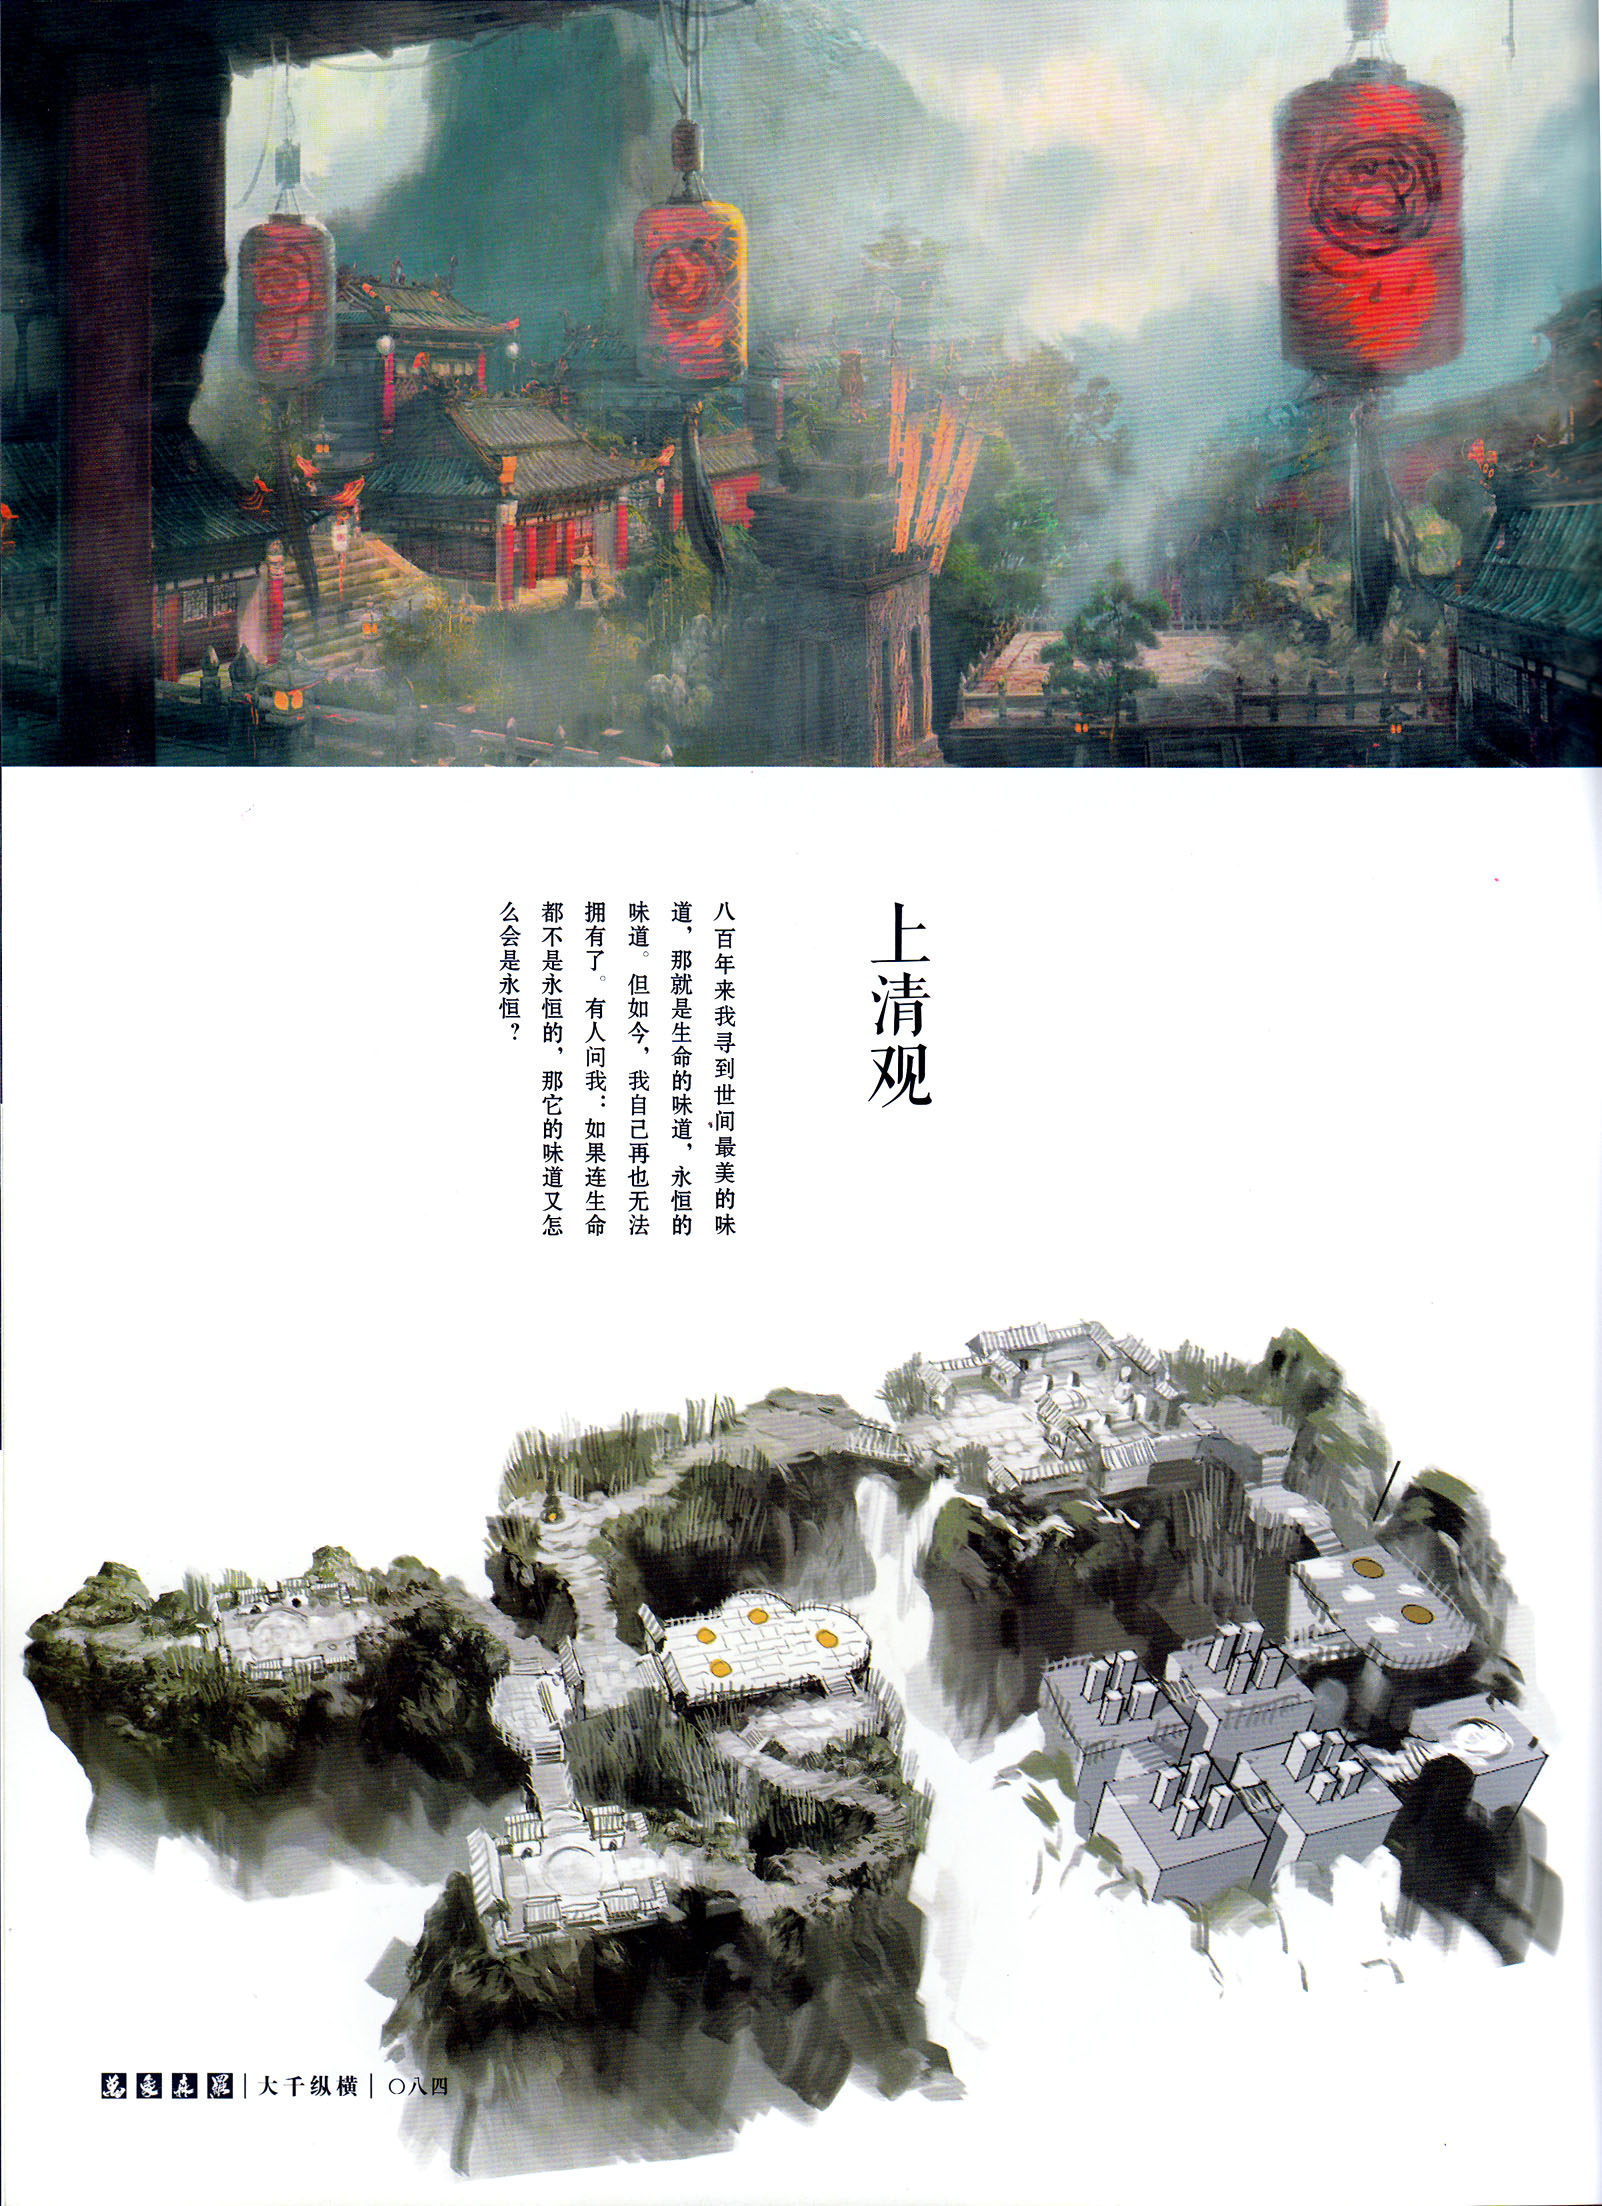 上清观
八百年来我寻到世间最美的味
道，那就是生命的味道，永恒的
味道。但如今，我自己再也无法
拥有了。有人问我：如果连生命
都不是永恒的，那它的味道又怎
么会是永恒？
萬象森羅｜大千纵横｜〇八四